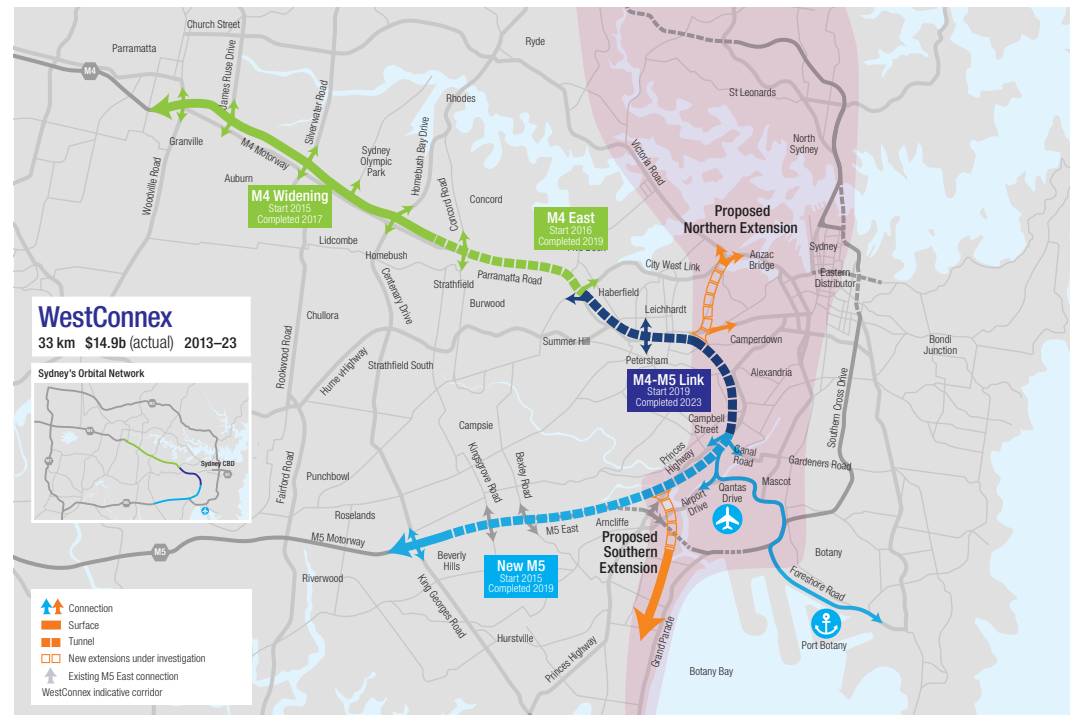 Church Street
Parramatta
Ryde
M4
James Ruse Drive
Silverwater Road
Rhodes
St Leonards
Granville
M4 Motorway
Sydney
Olympic
Park
Homebush Bay Drive
Victoria Road
North
Sydney
Woodville Road
Auburn
M4 Widening
Start 2015
Completed 2017
Concord Road
Concord
M4 East
Start 2016
Completed 2019
Proposed
Northern Extension
Lidcombe
Homebush
Sydney
Anzac
Bridge
City West Link
Eastern
Distributor
Parramatta Road
Strathfield
Centenary Drive
Haberfield
Burwood
Leichhardt
WestConnex
33 km $14.9b (actual) 2013–23
Chullora
Summer Hill
Camperdown
Bondi
Junction
Petersham
Rookwood Road
Hume vHighway
Strathfield South
Alexandria
Sydney's Orbital Network
M4-M5 Link
Start 2019
Completed 2023
Southern Cross Drive
Campsie
Campbell
Street
Sydney CBD
Kingsgrove Road
Bexley Road
Princes
Highway
Canal
Road
Gardeners Road
Fairford Road
Punchbowl
Mascot
Qantas
Drive
Airport
Drive
Roselands
Arncliffe
M5 East
Proposed
Southern
Extension
M5
M5 Motorway
Beverly
Hills
New M5
Start 2015
Completed 2019
Botany
Riverwood
Foreshore Road
King Georges Road
Connection
Surface
Tunnel
New extensions under investigation
Existing M5 East connection
WestConnex indicative corridor
Hurstville
Princes Highway
Grand Parade
Port Botany
Botany Bay